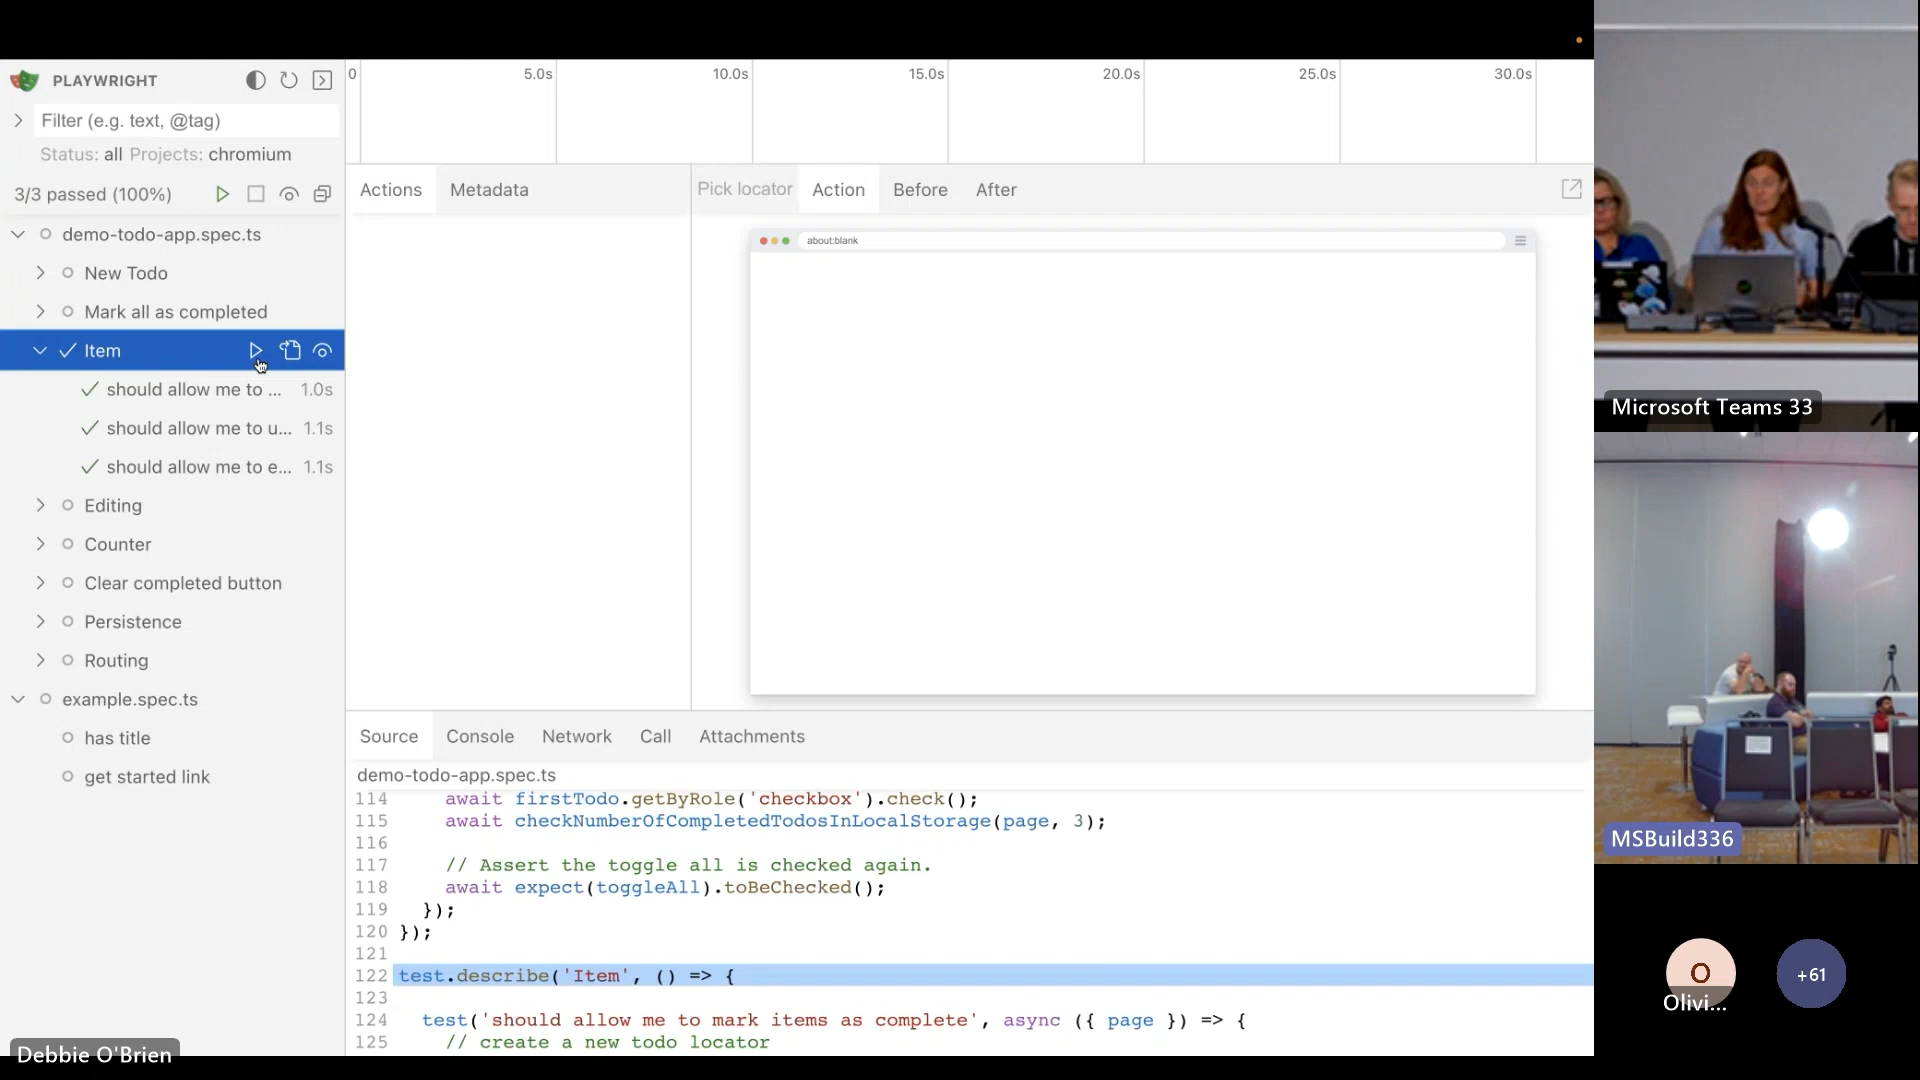 PLAYWRIGHT
Filter (e.g. text, @tag)
Status: all Projects: chromium
3/3 passed (100%)
demo-todo-app.spec.ts
New Todo
Mark all as completed
Item
should allow me to ... 1.0s
should allow me to u... 1.1s
should allow me to e... 1.1s
Editing
Counter
Clear completed button
Persistence
Routing
example.spec.ts
has title
get started link
0 5.0s 10.0s 15.0s 20.0s 25.0s 30.0s
Actions Metadata
Pick locator Action Before After
about:blank
Source Console Network Call Attachments
demo-todo-app.spec.ts
114 await firstTodo.getByRole('checkbox').check();
115 await checkNumberOfCompletedTodosInLocalStorage(page, 3);
116
117 // Assert the toggle all is checked again.
118 await expect(toggleAll).toBeChecked();
119 });
120 });
121
122 test.describe('Item', () => {
123
124 test('should allow me to mark items as complete', async ({ page }) => {
125 // create a new todo locator
Debbie O'Brien
Microsoft Teams 33
MSBuild336
O
Olivi...
+61